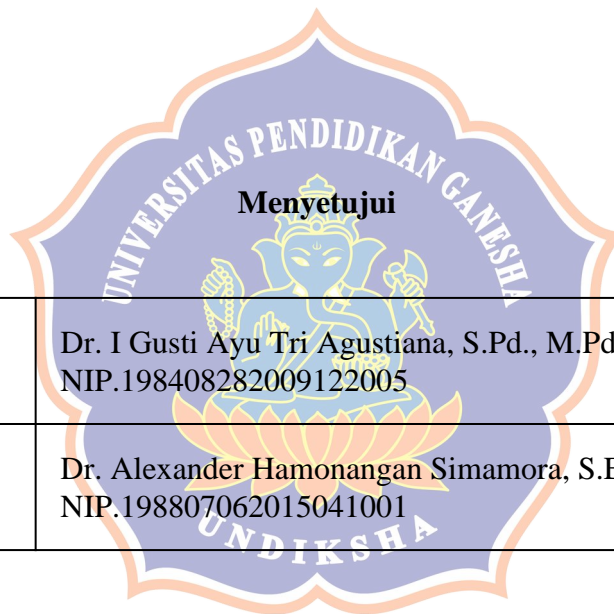 UNIVERSITAS PENDIDIKAN GANESHA
Menyetujui
Dr. I Gusti Ayu Tri Agustiana, S.Pd., M.Pd
NIP.198408282009122005
Dr. Alexander Hamonangan Simamora, S.E
NIP.198807062015041001
UNDIKSHA